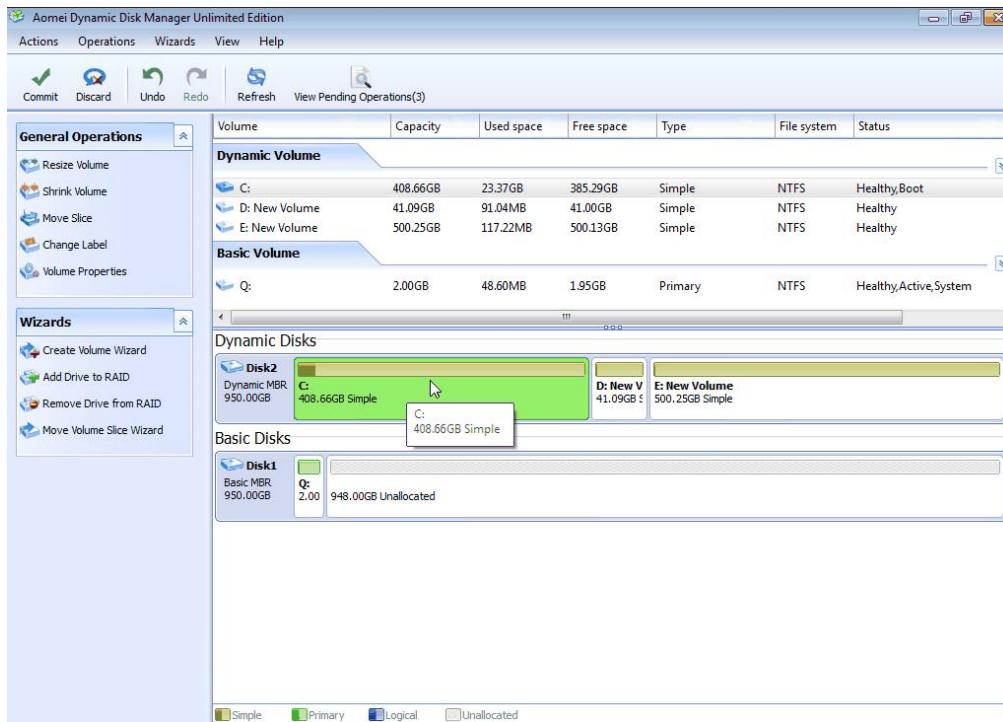 Aomei Dynamic Disk Manager Unlimited Edition
Actions Operations Wizards View Help
Commit Discard Undo Redo Refresh View Pending Operations(3)
General Operations
Resize Volume
Shrink Volume
Move Slice
Change Label
Volume Properties
Wizards
Create Volume Wizard
Add Drive to RAID
Remove Drive from RAID
Move Volume Slice Wizard
Volume Capacity Used space Free space Type File system Status
Dynamic Volume
C: 408.66GB 23.37GB 385.29GB Simple NTFS Healthy,Boot
D: New Volume 41.09GB 91.04MB 41.00GB Simple NTFS Healthy
E: New Volume 500.25GB 117.22MB 500.13GB Simple NTFS Healthy
Basic Volume
Q: 2.00GB 48.60MB 1.95GB Primary NTFS Healthy,Active,System
Dynamic Disks
Disk2
Dynamic MBR
950.00GB
C:
408.66GB Simple
D: New V
41.09GB S
E: New Volume
500.25GB Simple
C:
408.66GB Simple
Basic Disks
Disk1
Basic MBR
950.00GB
Q:
2.00
948.00GB Unallocated
Simple Primary Logical Unallocated